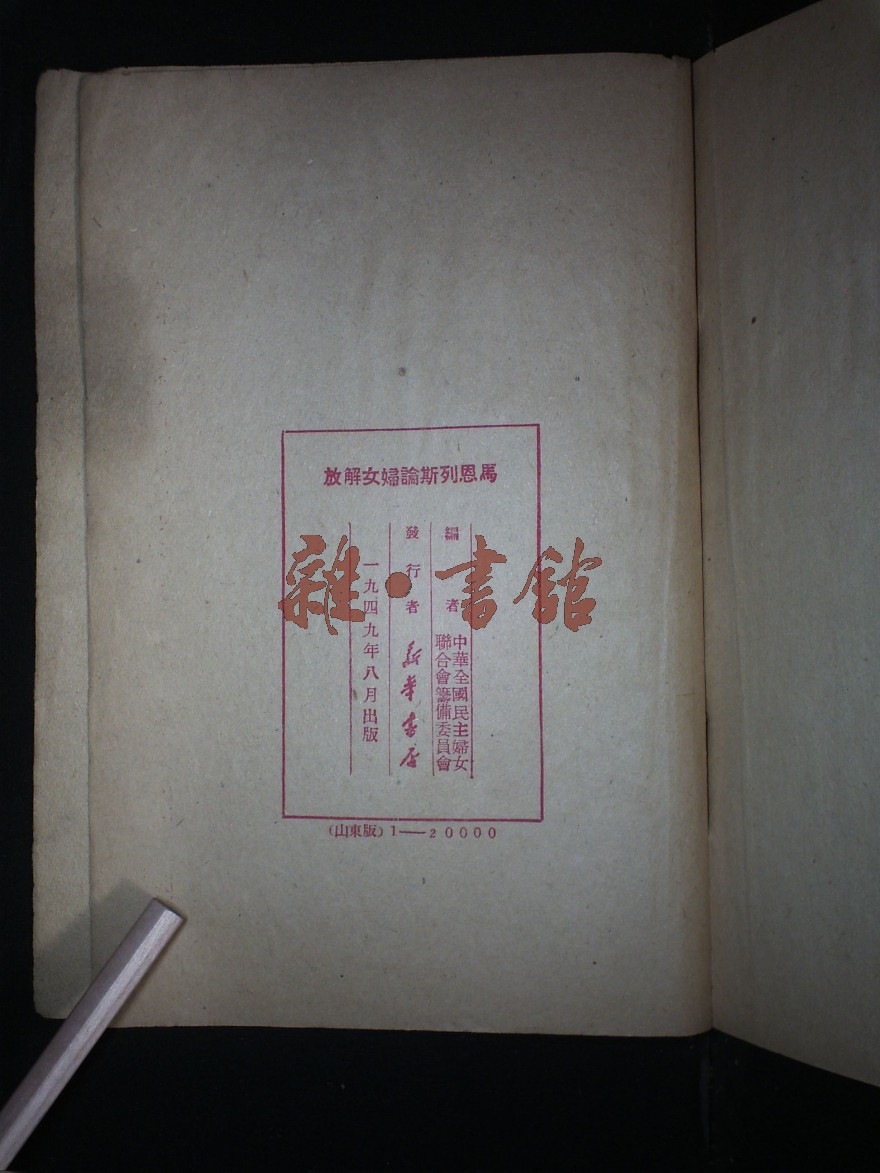 馬恩列斯論婦女解放
編者
中華全國民主婦女
聯合會籌備委員會
發行者 新華書店
一九四九年八月出版
(山東版)1——20000
雜·書館